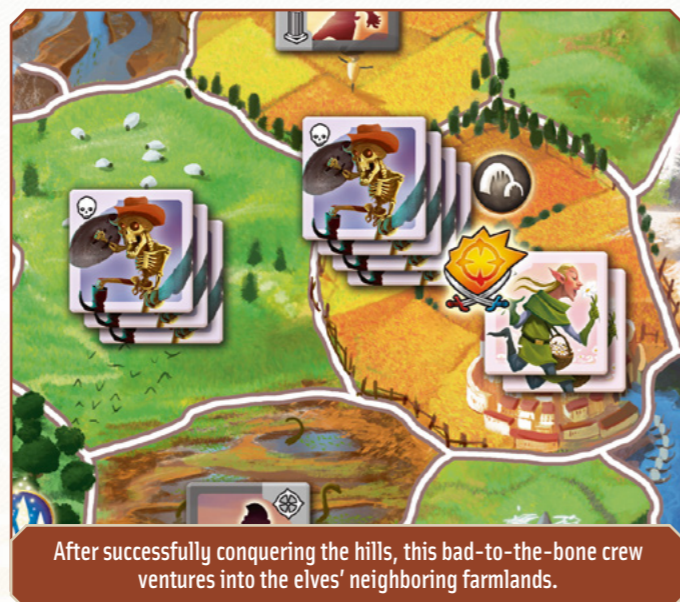 After successfully conquering the hills, this bad-to-the-bone crew
ventures into the elves' neighboring farmlands.